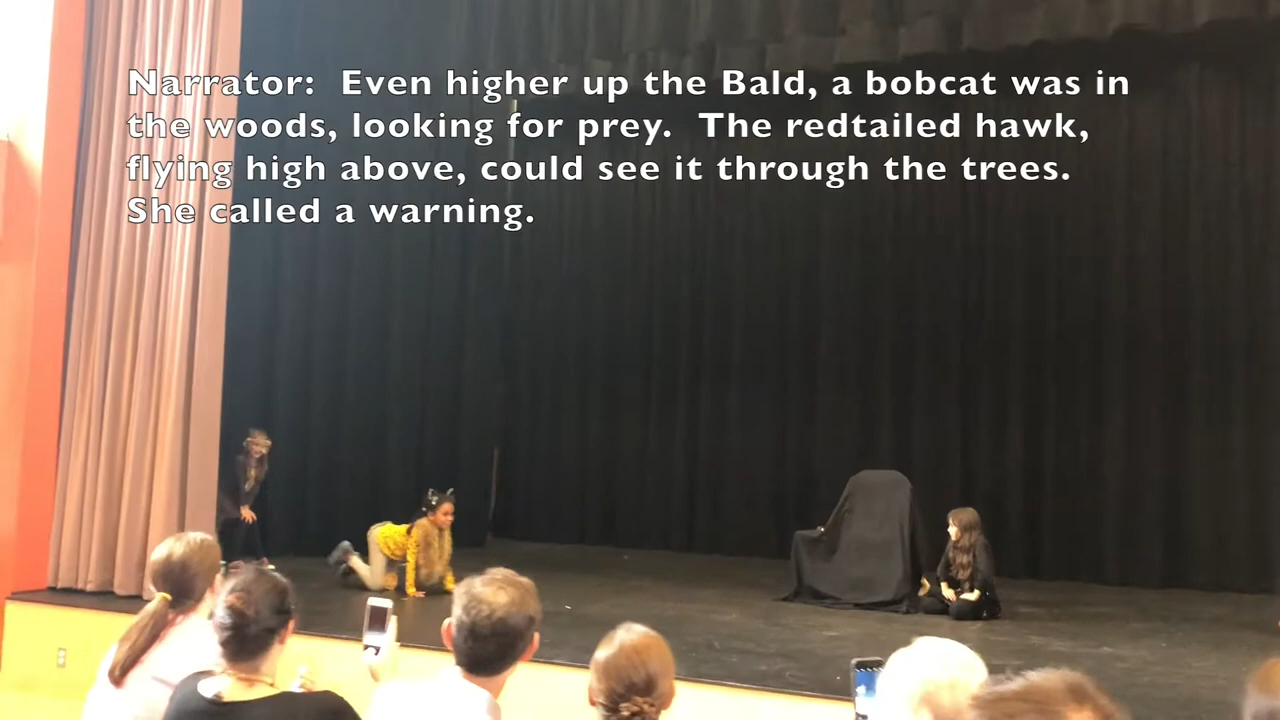 Narrator:  Even higher up the Bald, a bobcat was in
the woods, looking for prey.  The redtailed hawk,
flying high above, could see it through the trees.
She called a warning.